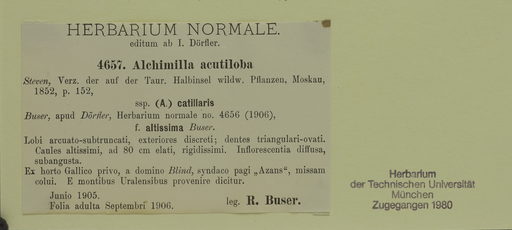 HERBARIUM NORMALE.
editum ab I. Dörfler.
4657. Alchimilla acutiloba
Steven, Verz. der auf der Taur. Halbinsel wildw. Pflanzen, Moskau,
1852, p. 152,
ssp. (A.) catillaris
Buser, apud Dörfler, Herbarium normale no. 4656 (1906),
f. altissima Buser.
Lobi arcuato-subtruncati, exteriores discreti; dentes triangulari-ovati.
Caules altissimi, ad 80 cm elati, rigidissimi. Inflorescentia diffusa,
subangusta.
Ex horto Gallico privo, a domino Blind, syndaco pagi „Azans“, missam
colui. E montibus Uralensibus provenire dicitur.
Junio 1905.
Folia adulta Septembri 1906.
leg. R. Buser.
Herbarium
der Technischen Universität
München
Zugegangen 1980